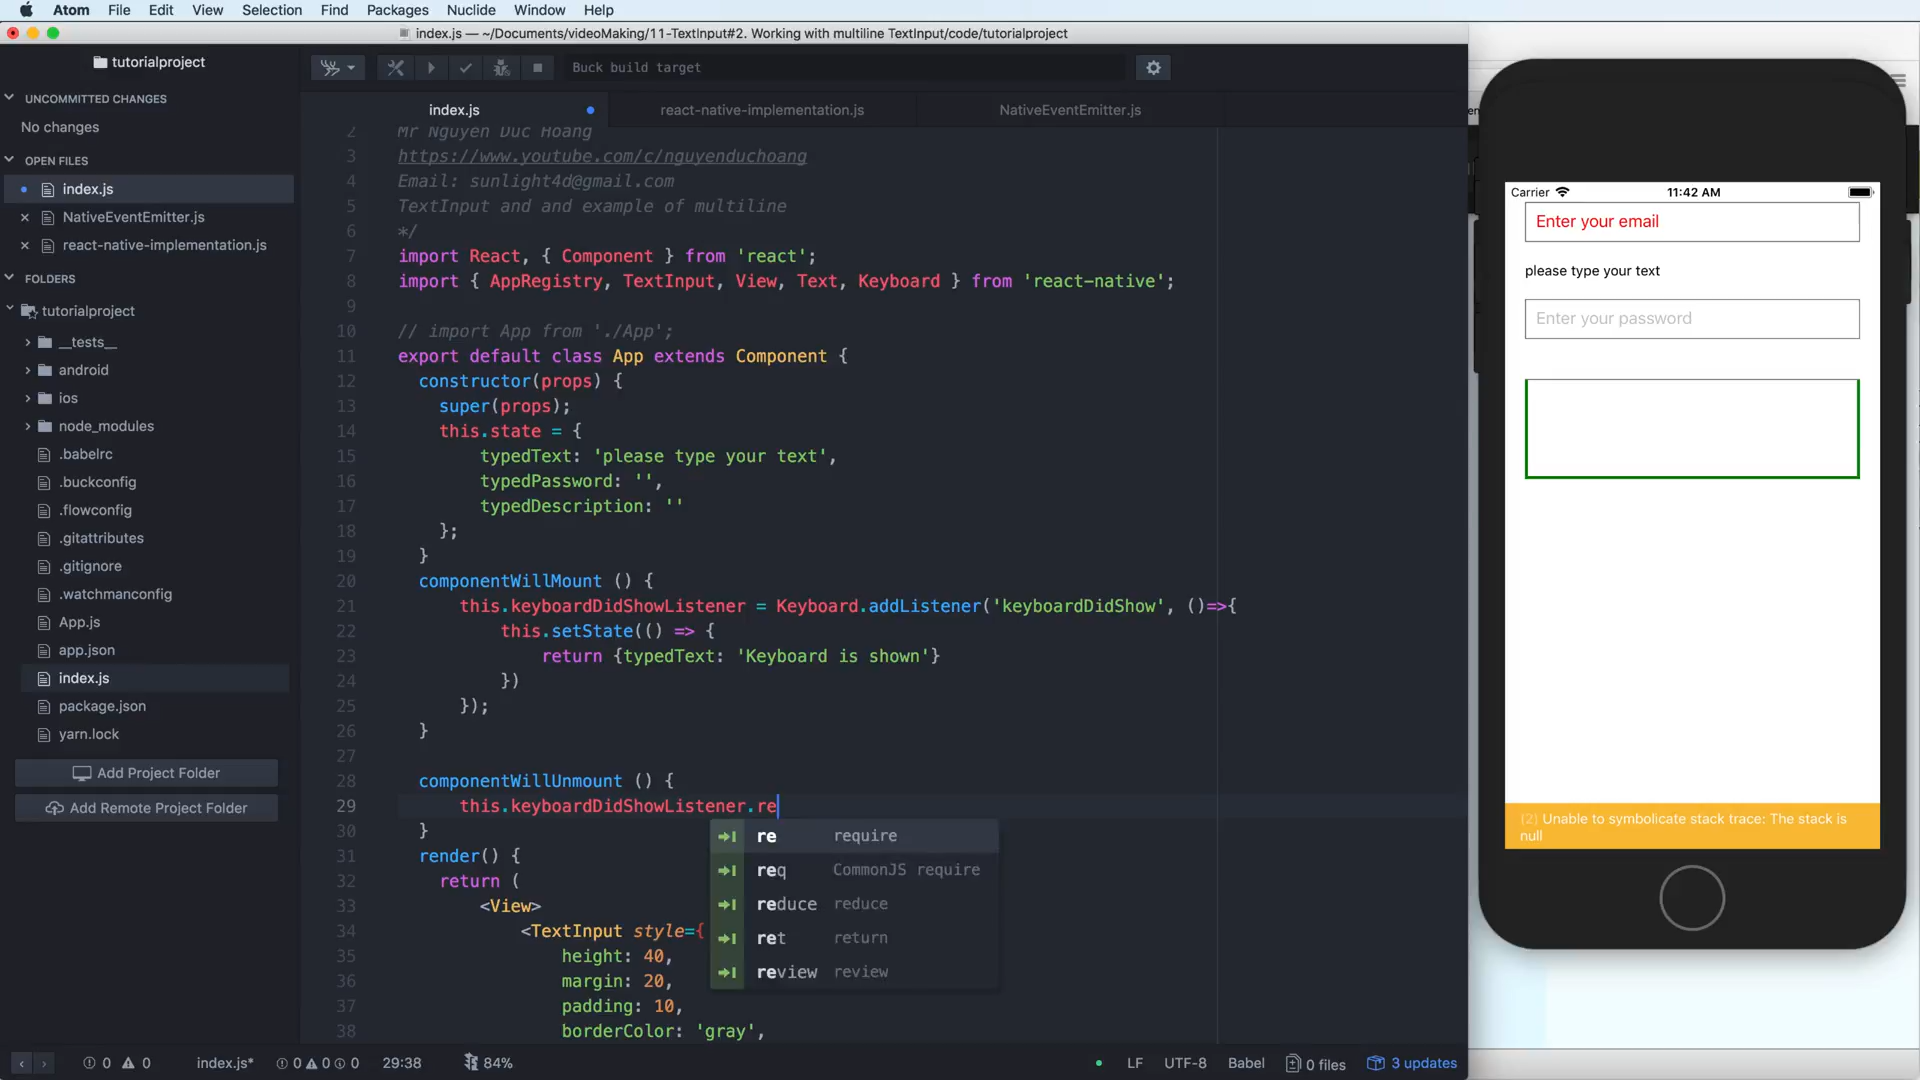 Atom File Edit View Selection Find Packages Nuclide Window Help
index.js — ~/Documents/videoMaking/11-TextInput#2. Working with multiline TextInput/code/tutorialproject
tutorialproject
Buck build target
UNCOMMITTED CHANGES
No changes
OPEN FILES
index.js
NativeEventEmitter.js
react-native-implementation.js
FOLDERS
tutorialproject
__tests__
android
ios
node_modules
.babelrc
.buckconfig
.flowconfig
.gitattributes
.gitignore
.watchmanconfig
App.js
app.json
index.js
package.json
yarn.lock
Add Project Folder
Add Remote Project Folder
index.js react-native-implementation.js NativeEventEmitter.js
2 Mr Nguyen Duc Hoang
3 https://www.youtube.com/c/nguyenduchoang
4 Email: sunlight4d@gmail.com
5 TextInput and and example of multiline
6 */
7 import React, { Component } from 'react';
8 import { AppRegistry, TextInput, View, Text, Keyboard } from 'react-native';
9
10 // import App from './App';
11 export default class App extends Component {
12 constructor(props) {
13 super(props);
14 this.state = {
15 typedText: 'please type your text',
16 typedPassword: '',
17 typedDescription: ''
18 };
19 }
20 componentWillMount () {
21 this.keyboardDidShowListener = Keyboard.addListener('keyboardDidShow', ()=>{
22 this.setState(() => {
23 return {typedText: 'Keyboard is shown'}
24 })
25 });
26 }
27
28 componentWillUnmount () {
29 this.keyboardDidShowListener.re
30 }
31 render() {
32 return (
33 <View>
34 <TextInput style={
35 height: 40,
36 margin: 20,
37 padding: 10,
38 borderColor: 'gray',
re require
req CommonJS require
reduce reduce
ret return
review review
0 0 index.js* 0 0 0 29:38 84% LF UTF-8 Babel 0 files 3 updates
Carrier 11:42 AM
Enter your email
please type your text
Enter your password
(2) Unable to symbolicate stack trace: The stack is
null